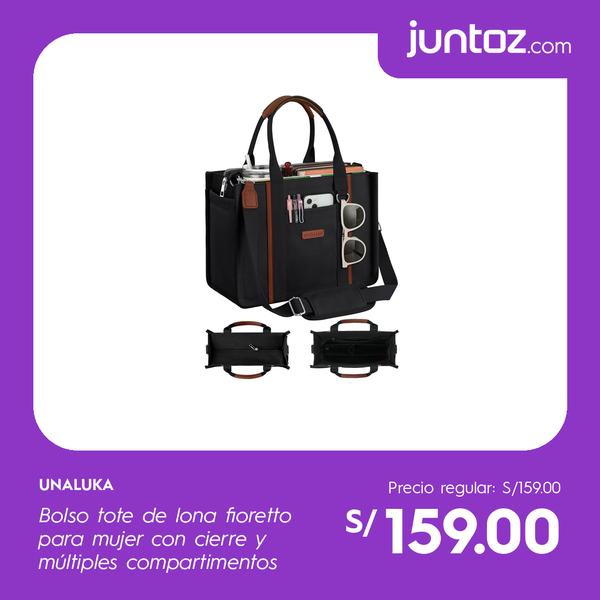 juntoz.com
UNALUKA
Bolso tote de lona fioretto
para mujer con cierre y
múltiples compartimentos
Precio regular: S/159.00
S/159.00